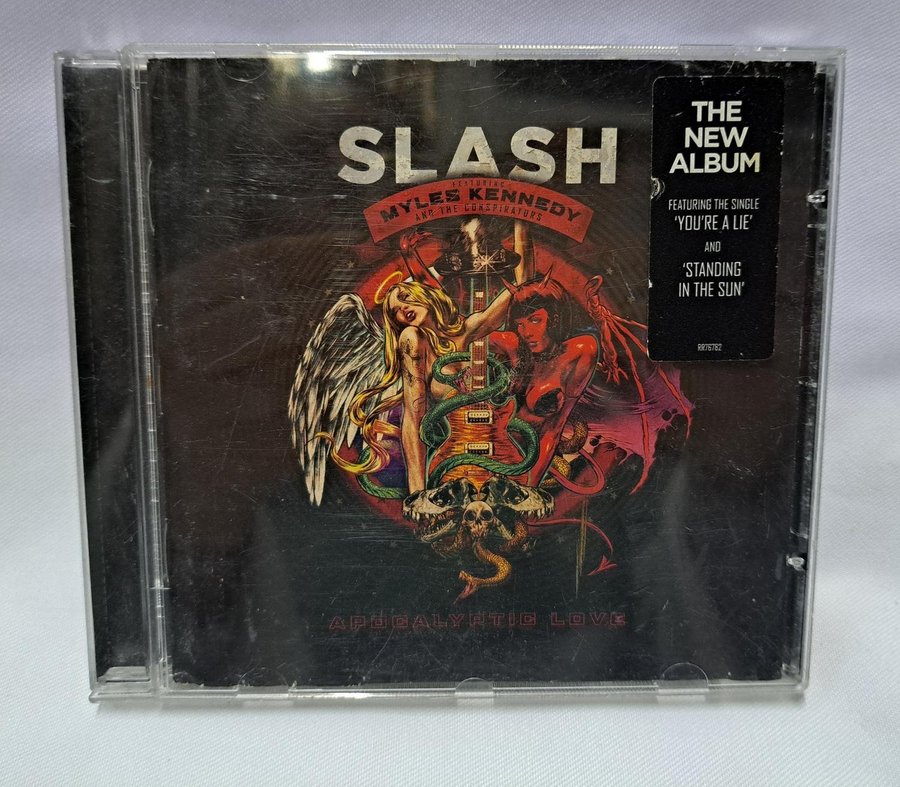 SLASH
FEATURING
MYLES KENNEDY
AND THE CONSPIRATORS
THE
NEW
ALBUM
FEATURING THE SINGLE
'YOU'RE A LIE'
AND
'STANDING
IN THE SUN'
RR76782
APOCALYPTIC LOVE